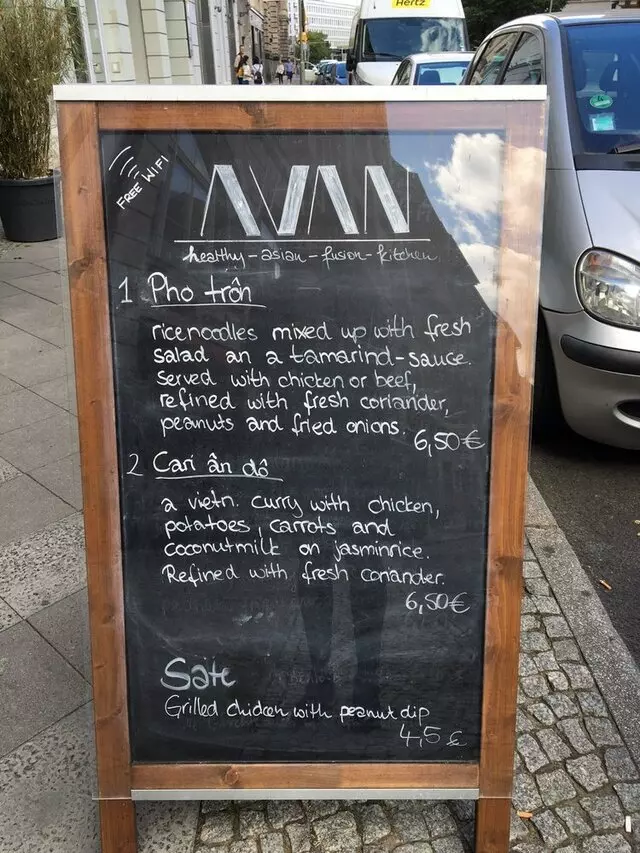 Hertz
FREE WIFI
AVAN
healthy - asian - fusion - kitchen
1 Pho trộn
ricenoodles mixed up with fresh
salad an a tamarind-sauce.
Served with chicken or beef,
refined with fresh coriander,
peanuts and fried onions. 6,50€
2 Cari ấn độ
a vietn. curry with chicken,
potatoes, carrots and
coconutmilk on jasminrice.
Refined with fresh coriander.
6,50€
Sate
Grilled chicken with peanut dip
4,5€